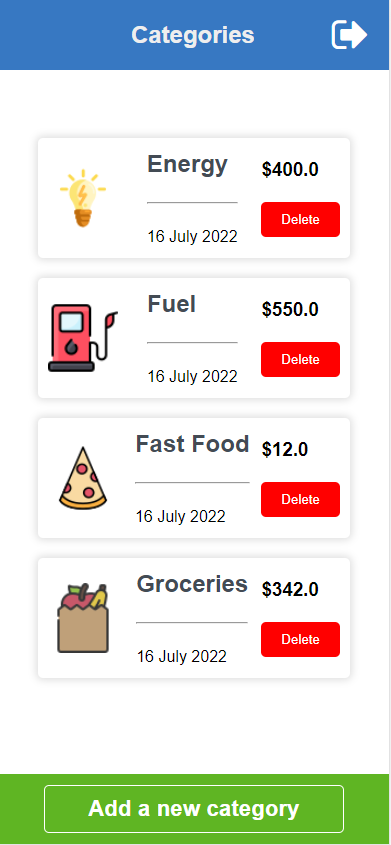 Categories
Energy
$400.0
Delete
16 July 2022
Fuel
$550.0
Delete
16 July 2022
Fast Food
$12.0
Delete
16 July 2022
Groceries
$342.0
Delete
16 July 2022
Add a new category